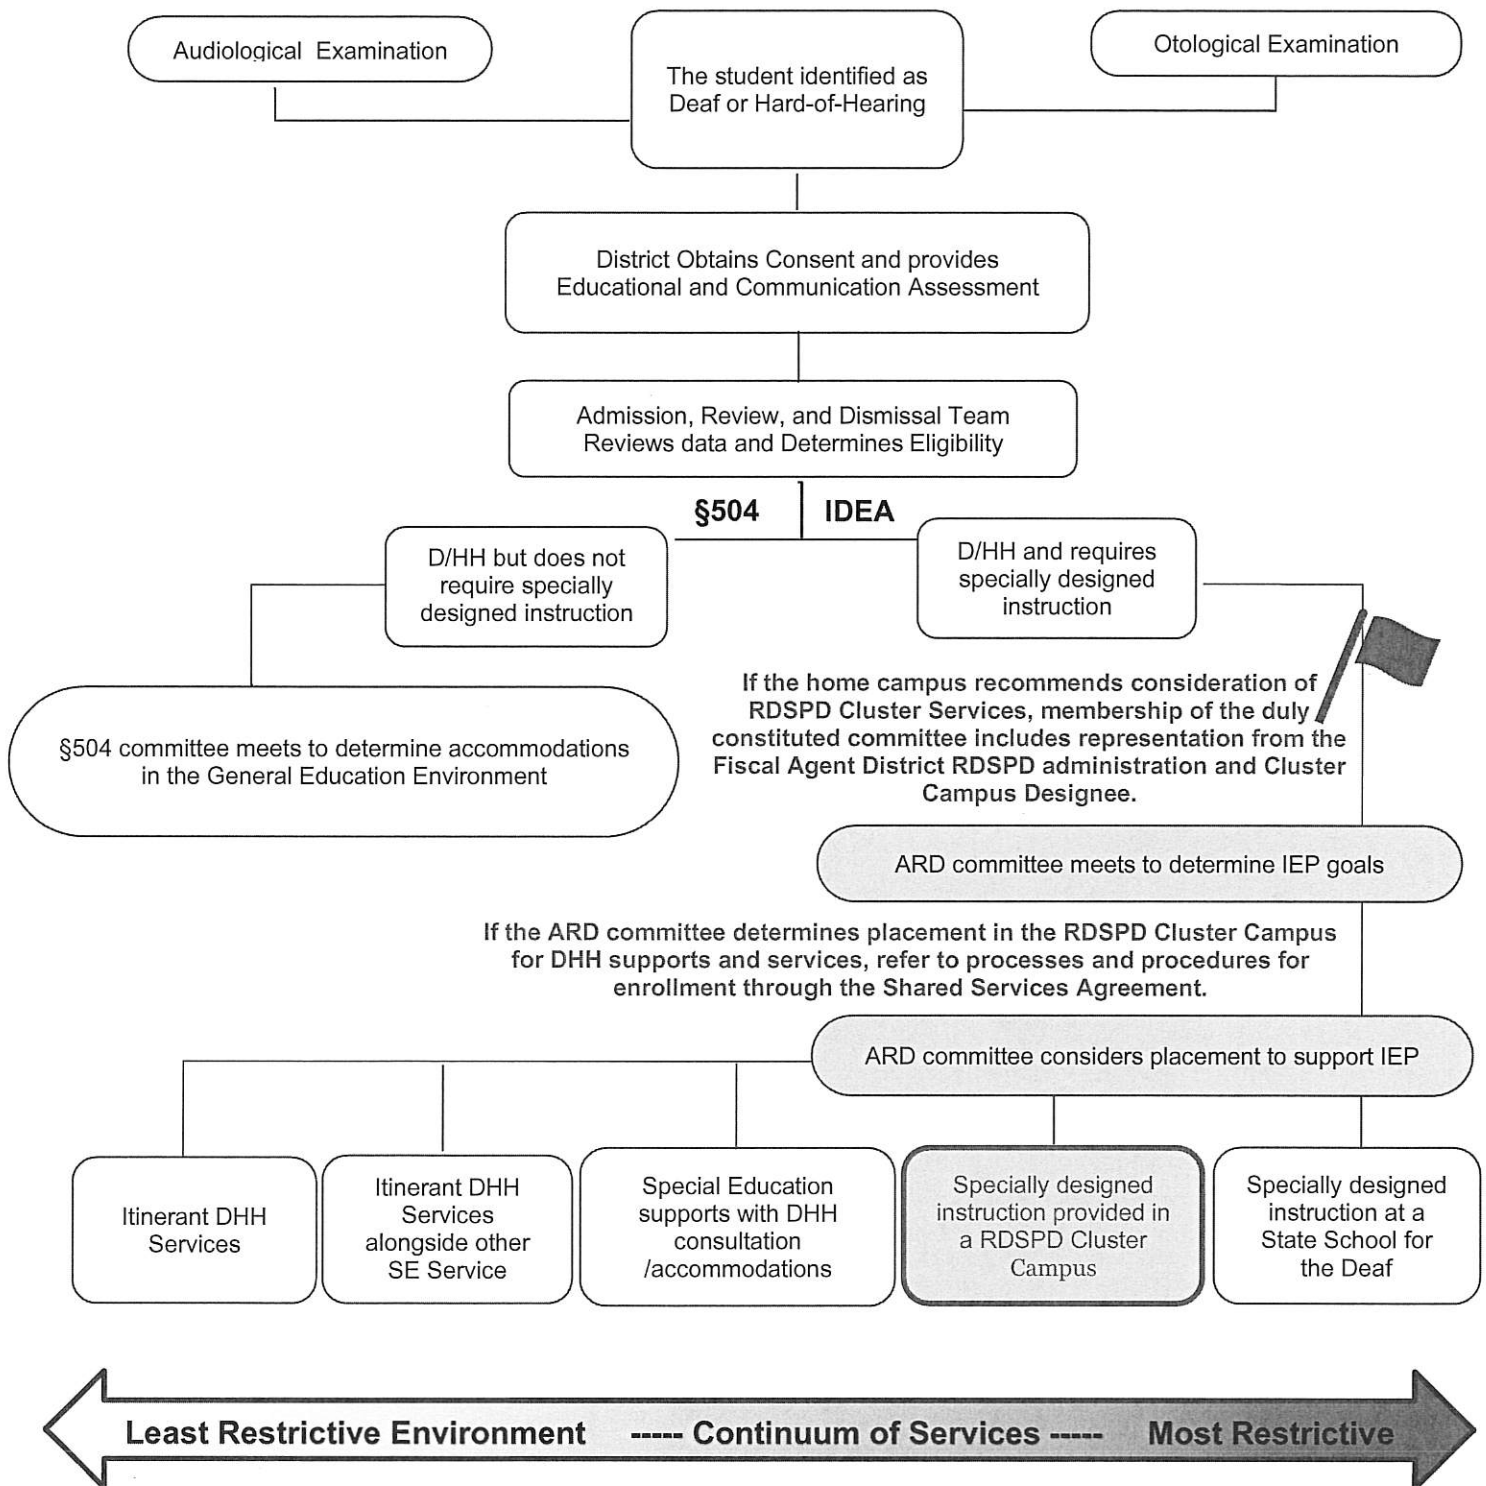 Audiological Examination
The student identified as
Deaf or Hard-of-Hearing
Otological Examination
District Obtains Consent and provides
Educational and Communication Assessment
Admission, Review, and Dismissal Team
Reviews data and Determines Eligibility
§504
IDEA
D/HH but does not
require specially
designed instruction
D/HH and requires
specially designed
instruction
§504 committee meets to determine accommodations
in the General Education Environment
If the home campus recommends consideration of
RDSPD Cluster Services, membership of the duly
constituted committee includes representation from the
Fiscal Agent District RDSPD administration and Cluster
Campus Designee.
ARD committee meets to determine IEP goals
If the ARD committee determines placement in the RDSPD Cluster Campus
for DHH supports and services, refer to processes and procedures for
enrollment through the Shared Services Agreement.
ARD committee considers placement to support IEP
Itinerant DHH
Services
Itinerant DHH
Services
alongside other
SE Service
Special Education
supports with DHH
consultation
/accommodations
Specially designed
instruction provided in
a RDSPD Cluster
Campus
Specially designed
instruction at a
State School for
the Deaf
Least Restrictive Environment ----- Continuum of Services ----- Most Restrictive